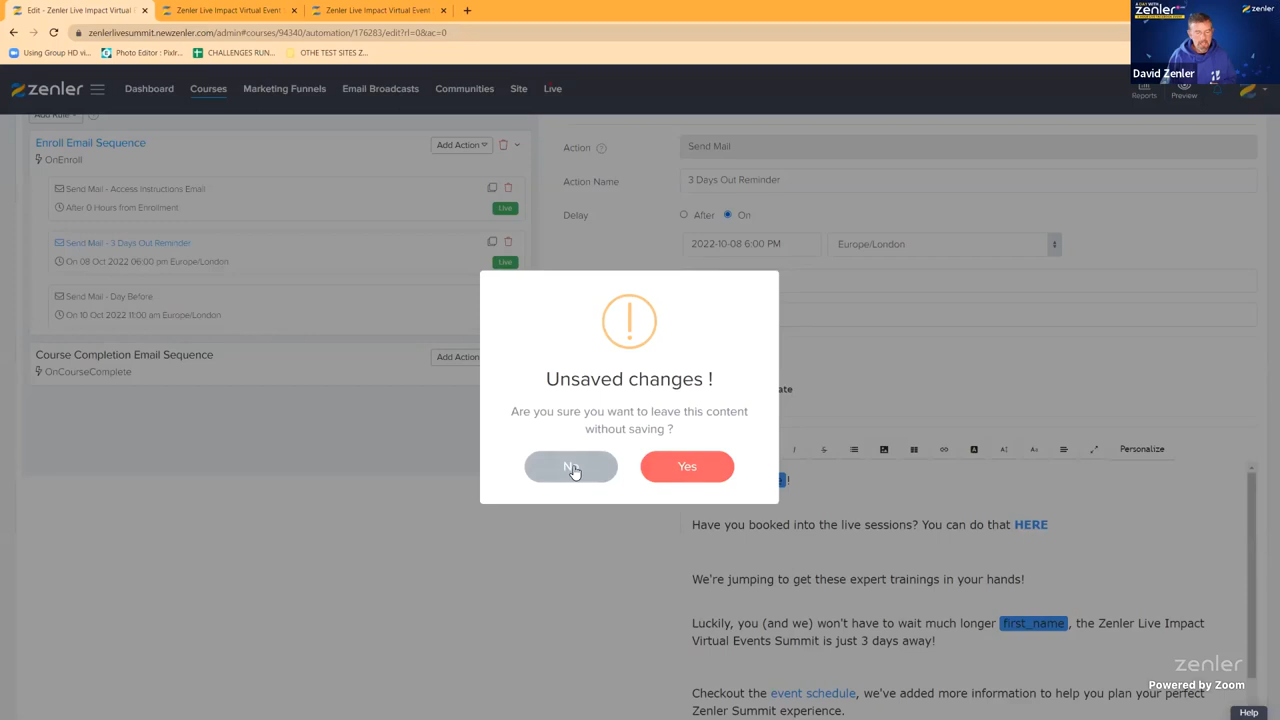 Edit - Zenler Live Impact Virtual
Zenler Live Impact Virtual Event
Zenler Live Impact Virtual Event
zenlerlivesummit.newzenler.com/admin#courses/94340/automation/176283/edit?rl=0&ac=0
Using Group HD vi...
Photo Editor : Pixlr...
CHALLENGES RUN...
OTHE TEST SITES Z...
A DAY WITH
zenler
zenler
David Zenler
zenler
Dashboard
Courses
Marketing Funnels
Email Broadcasts
Communities
Site
Live
Reports
Preview
Add Rule
Enroll Email Sequence
Add Action
OnEnroll
Send Mail - Access Instructions Email
After 0 Hours from Enrollment
Live
Send Mail - 3 Days Out Reminder
On 08 Oct 2022 06:00 pm Europe/London
Live
Send Mail - Day Before
On 10 Oct 2022 11:00 am Europe/London
Course Completion Email Sequence
Add Action
OnCourseComplete
Action
Send Mail
Action Name
3 Days Out Reminder
Delay
After
On
2022-10-08 6:00 PM
Europe/London
Unsaved changes !
Are you sure you want to leave this content
without saving ?
Yes
Personalize
!
Have you booked into the live sessions? You can do that HERE
We're jumping to get these expert trainings in your hands!
Luckily, you (and we) won't have to wait much longer first_name, the Zenler Live Impact
Virtual Events Summit is just 3 days away!
Checkout the event schedule, we've added more information to help you plan your perfect
Zenler Summit experience.
zenler
Powered by Zoom
Help